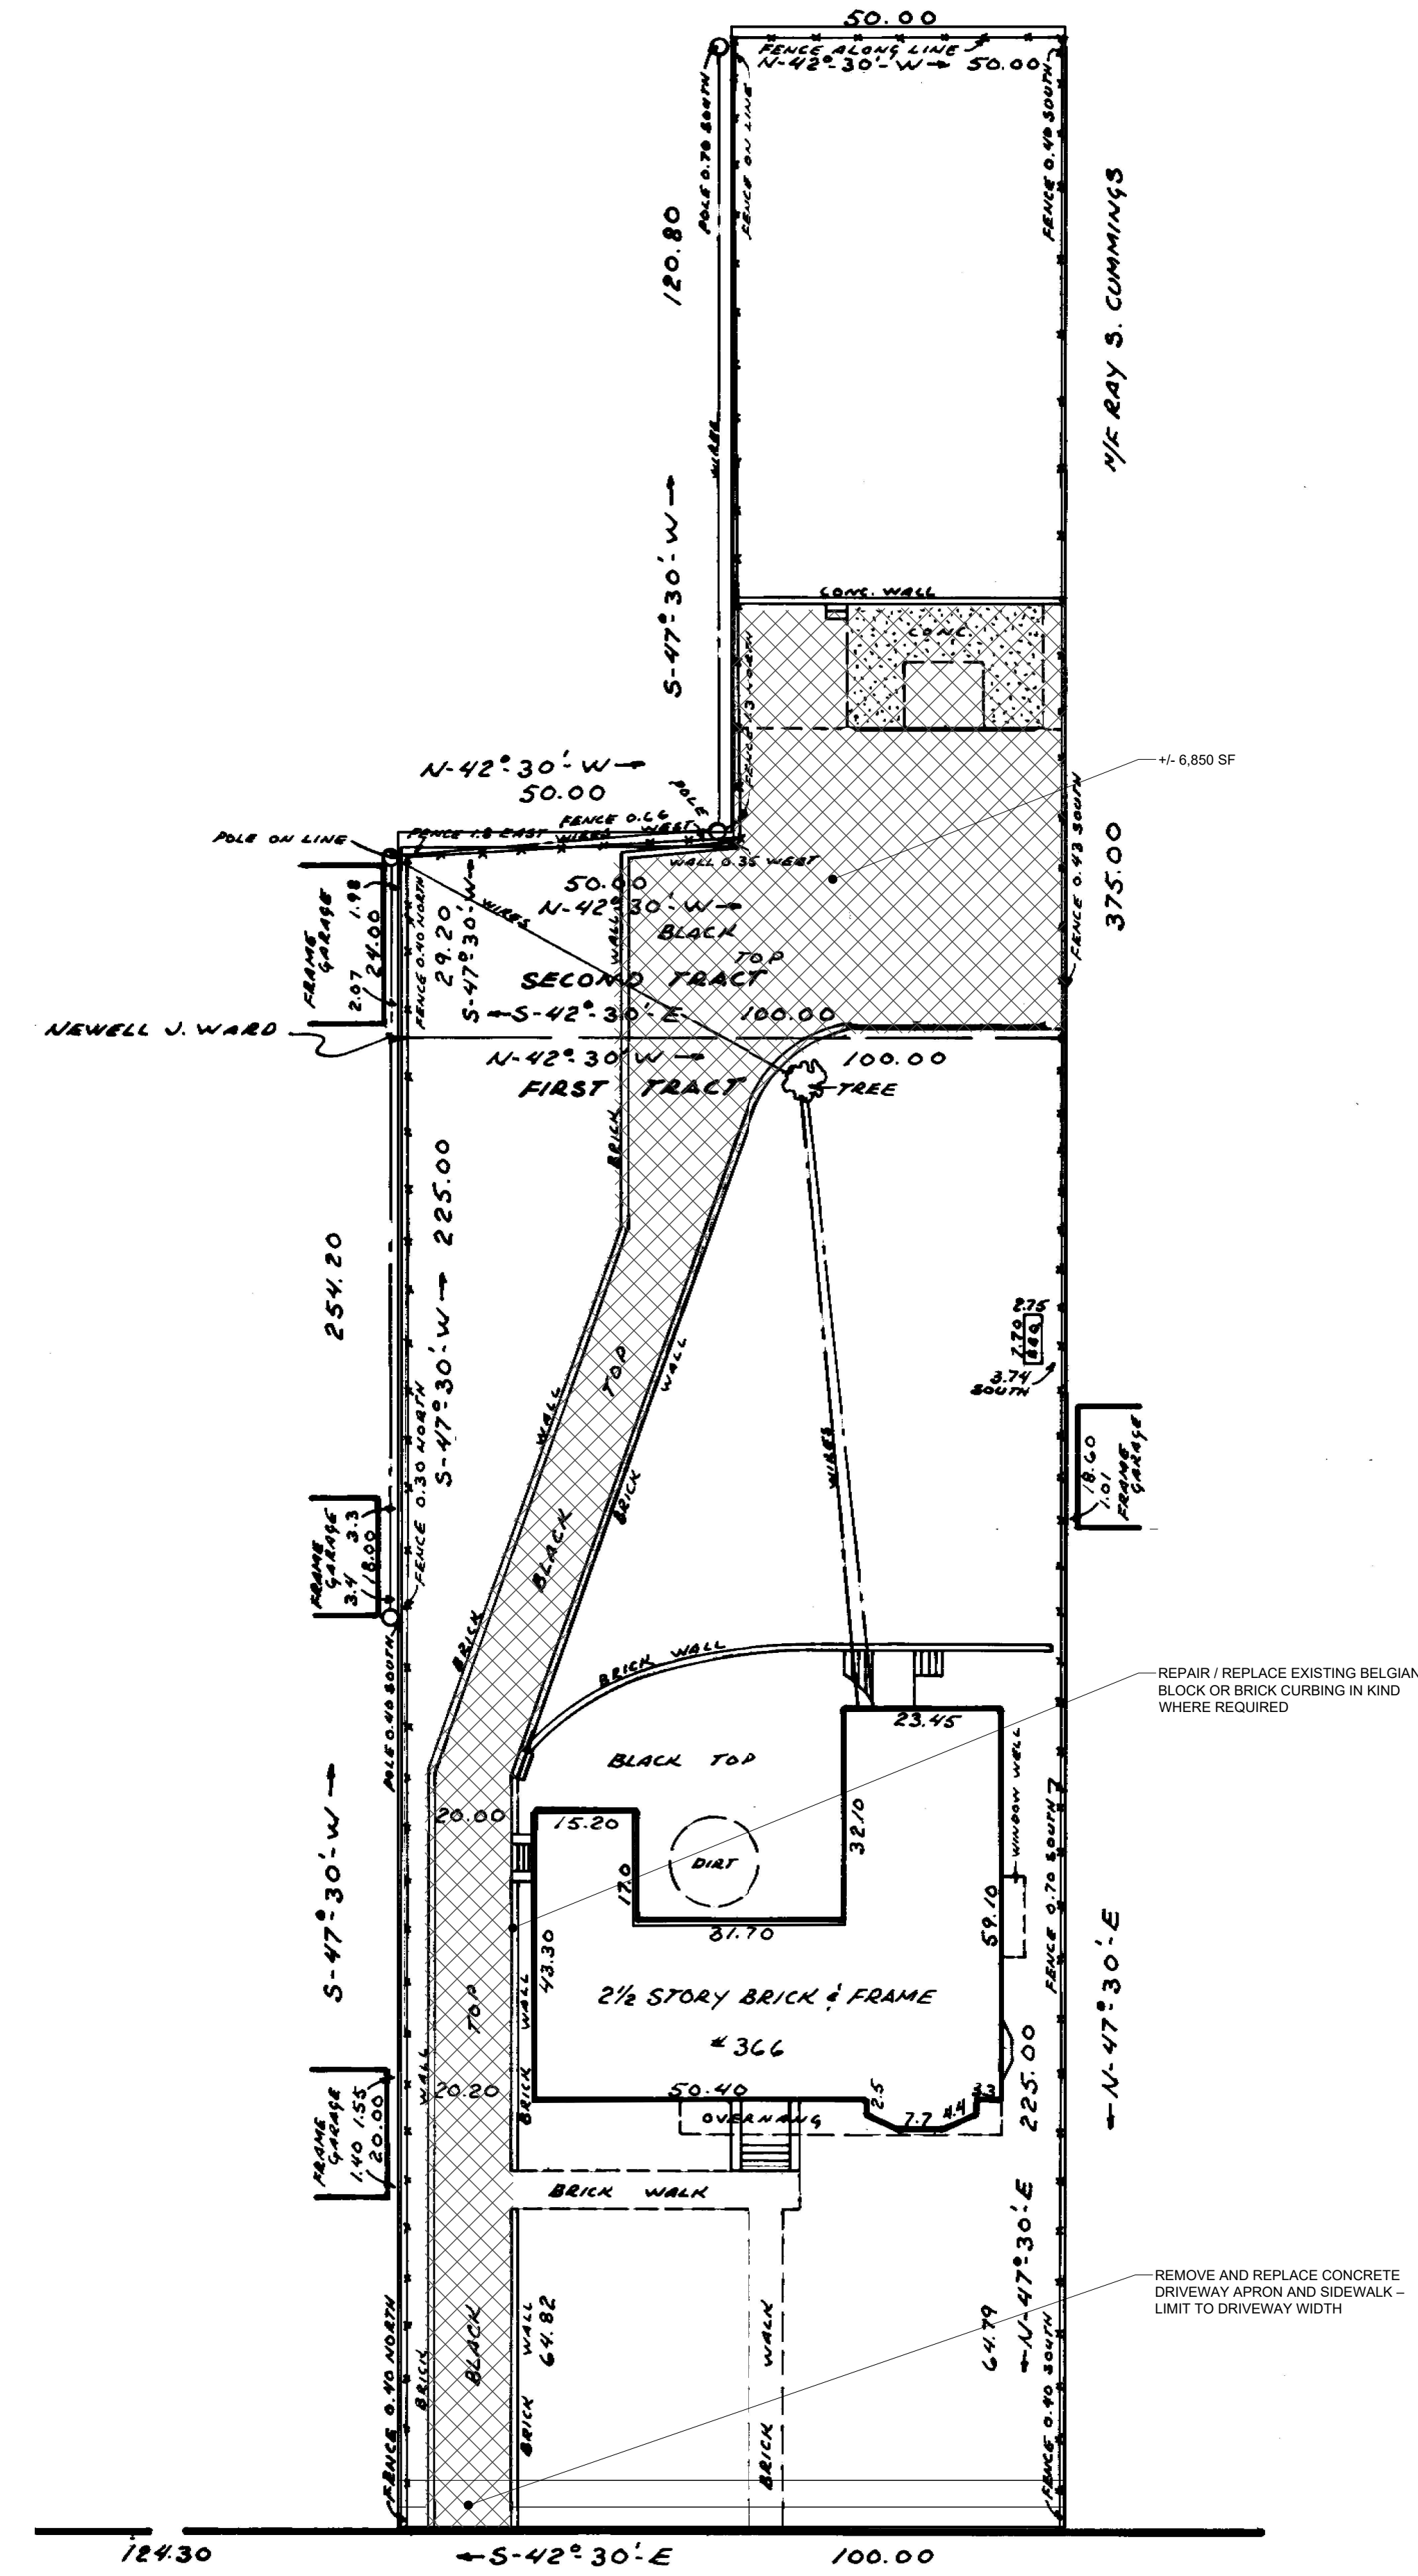 50.00
FENCE ALONG LINE
N-42°-30'-W → 50.00
POLE 0.70 SOUTH
FENCE ON LINE
FENCE 0.40 SOUTH
N/F RAY S. CUMMINGS
120.80
WIRES
S-47°-30'-W →
CONC. WALL
CONC.
N-42°-30'-W →
50.00
POLE
+/- 6,850 SF
POLE ON LINE
FENCE 1.8 EAST
WIRES
FENCE 0.66
WEST
WALL 0.35 WEST
FENCE 0.43 SOUTH
375.00
FRAME
GARAGE
2.07 24.00 1.98
FENCE 0.40 NORTH
29.20
S-47°-30'-W →
WIRES
WALL
50.00
N-42°-30'-W →
BLACK
TOP
SECOND TRACT
← S-42°-30'-E 100.00
NEWELL J. WARD
N-42°-30'-W → 100.00
FIRST TRACT
TREE
BRICK
254.20
S-47°-30'-W → 225.00
2.75
7.70
BBQ
3.74
SOUTH
TOP
WALL
WALL
BRICK
BLACK
WIRES
18.60
1.01
FRAME
GARAGE
FENCE 0.30 NORTH
FRAME
GARAGE
3.4 3.3
18.00
BRICK
BRICK WALL
POLE 0.40 SOUTH
REPAIR / REPLACE EXISTING BELGIAN
BLOCK OR BRICK CURBING IN KIND
WHERE REQUIRED
23.45
BLACK TOP
WINDOW WELL
20.00
15.20
32.10
DIRT
17.0
31.70
59.10
FENCE 0.70 SOUTH
S-47°-30'-W →
← N-47°-30'-E
43.30
2½ STORY BRICK & FRAME
# 366
TOP
BRICK WALL
WALL
20.20
50.40
2.5
7.7
4.4
OVERHANG
225.00
FRAME
GARAGE
1.40 1.55
20.00
BRICK WALK
← N-47°-30'-E
REMOVE AND REPLACE CONCRETE
DRIVEWAY APRON AND SIDEWALK –
LIMIT TO DRIVEWAY WIDTH
64.82
64.79
BLACK
BRICK
BRICK WALL
BRICK WALK
FENCE 0.40 NORTH
FENCE 0.40 SOUTH
124.30
← S-42°-30'-E 100.00